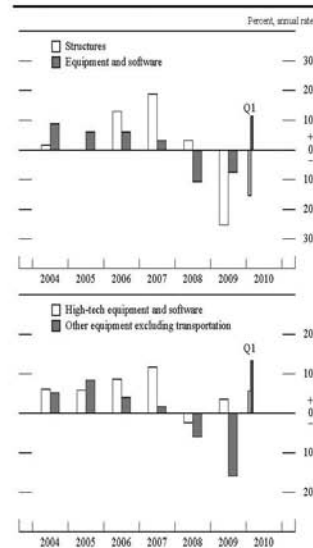 Percent, annual rate
Structures
Equipment and software
30
20
Q1
10
+
0
−
10
20
30
2004 2005 2006 2007 2008 2009 2010
High-tech equipment and software
Other equipment excluding transportation
20
Q1
10
+
0
−
10
20
2004 2005 2006 2007 2008 2009 2010